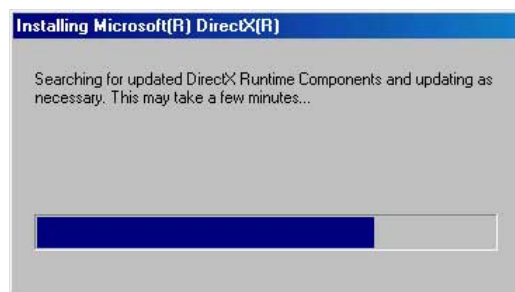 Installing Microsoft(R) DirectX(R)
Searching for updated DirectX Runtime Components and updating as
necessary. This may take a few minutes...